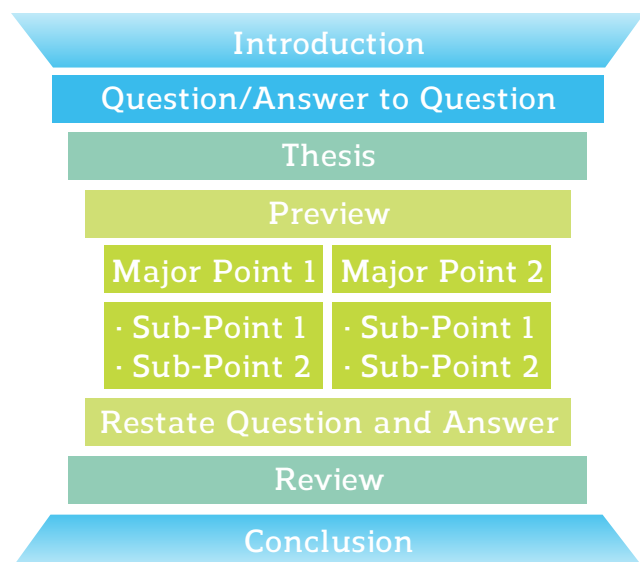 Introduction
Question/Answer to Question
Thesis
Preview
Major Point 1
Major Point 2
· Sub-Point 1
· Sub-Point 2
· Sub-Point 1
· Sub-Point 2
Restate Question and Answer
Review
Conclusion